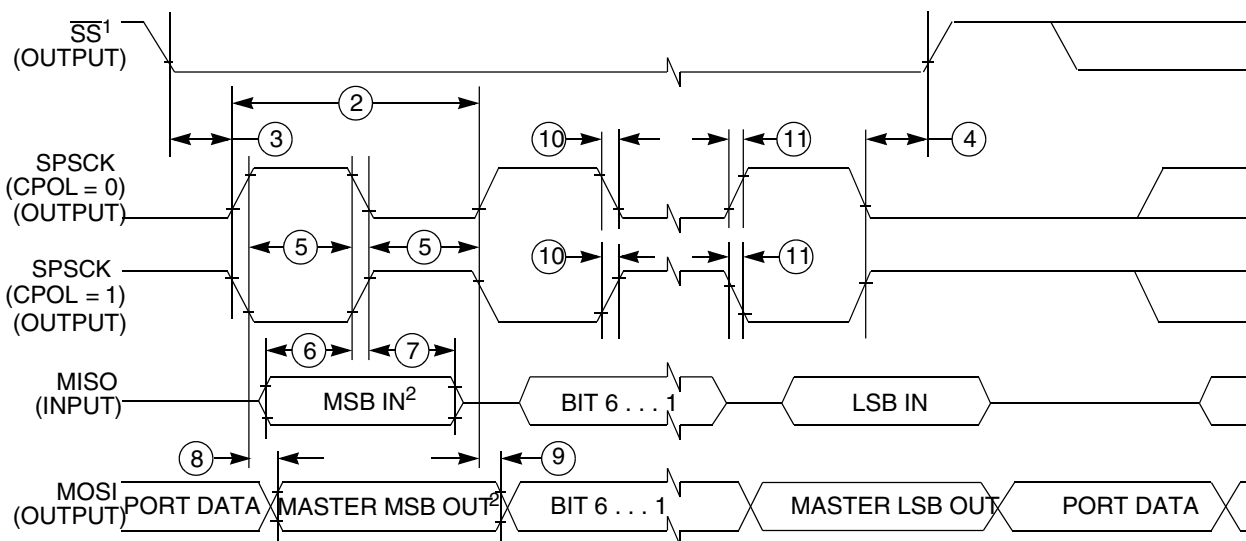 SS¹
(OUTPUT)
2
3
10
11
4
SPSCK
(CPOL = 0)
(OUTPUT)
5
5
SPSCK
(CPOL = 1)
(OUTPUT)
10
11
6
7
MISO
(INPUT)
MSB IN²
BIT 6 . . . 1
LSB IN
8
9
MOSI
(OUTPUT)
PORT DATA
MASTER MSB OUT²
BIT 6 . . . 1
MASTER LSB OUT
PORT DATA